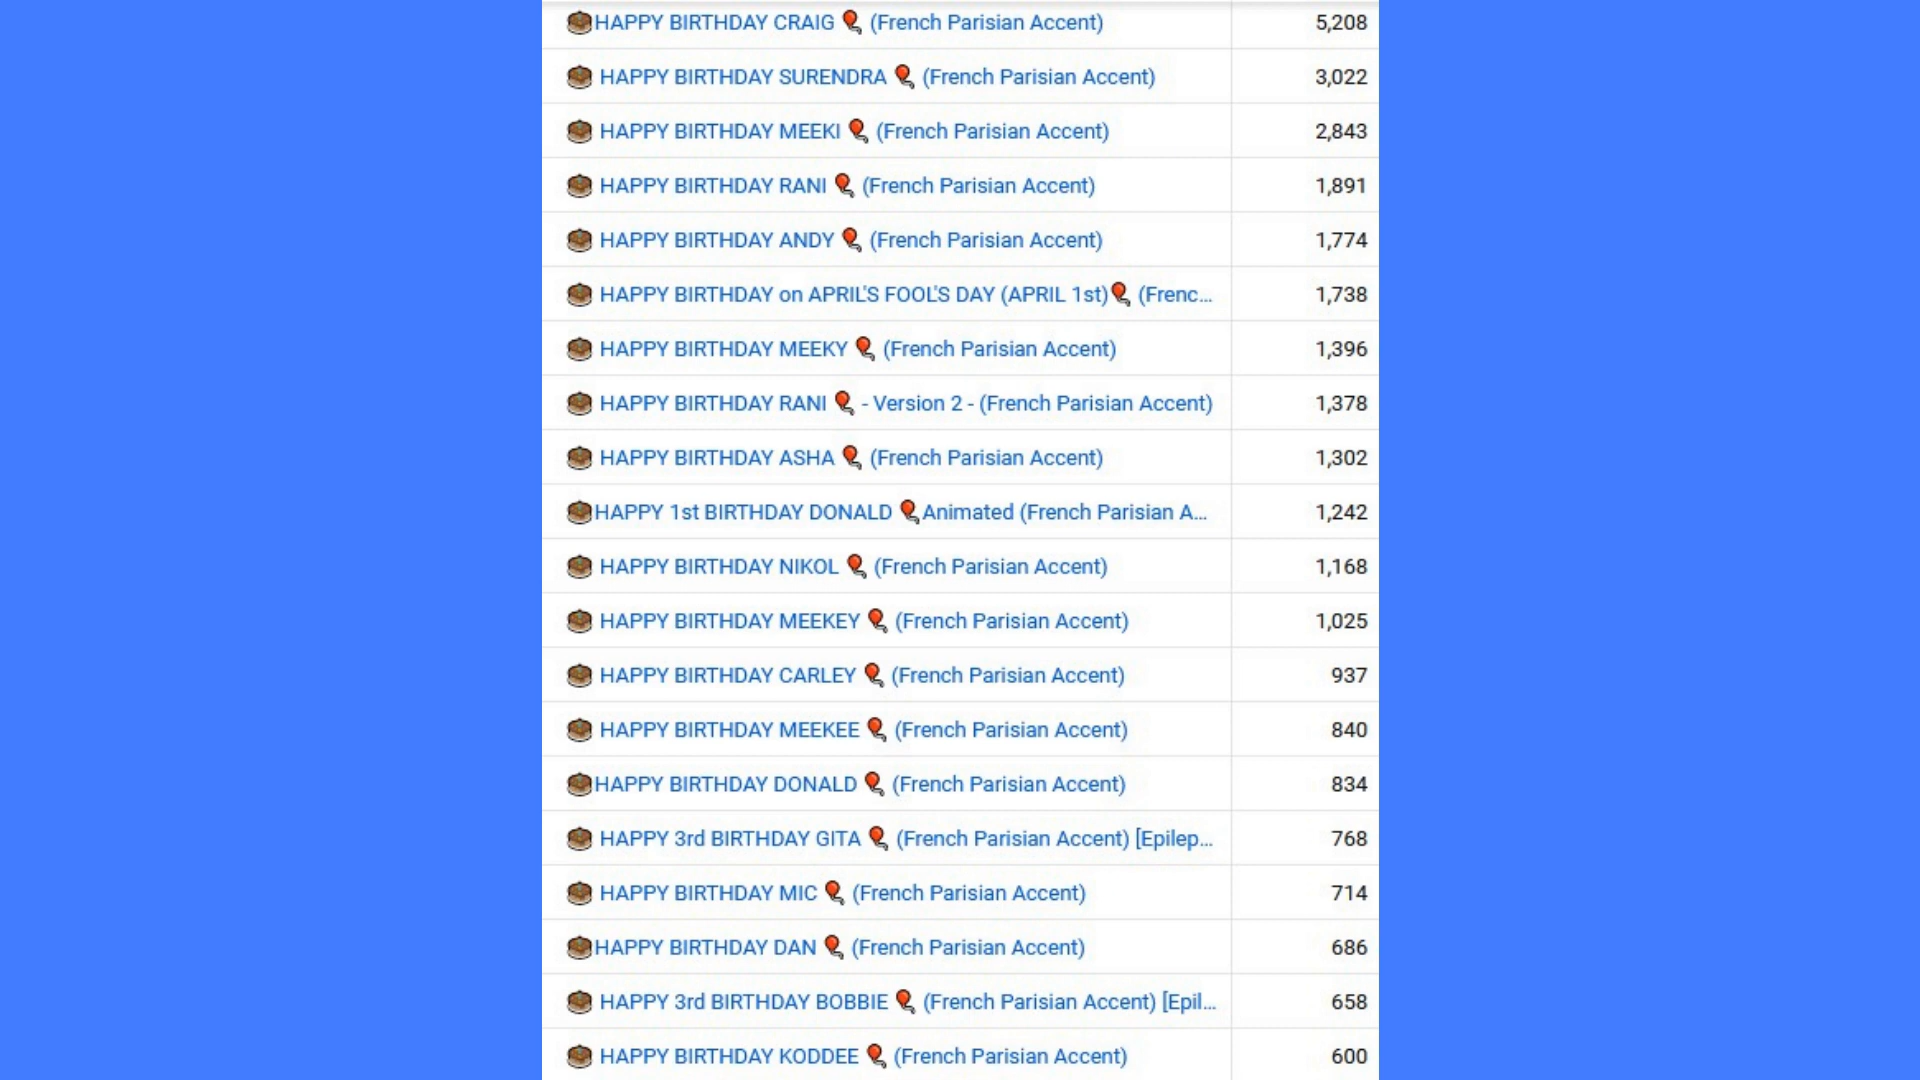 🎂HAPPY BIRTHDAY CRAIG 🎈 (French Parisian Accent) 5,208
🎂 HAPPY BIRTHDAY SURENDRA 🎈 (French Parisian Accent) 3,022
🎂 HAPPY BIRTHDAY MEEKI 🎈 (French Parisian Accent) 2,843
🎂 HAPPY BIRTHDAY RANI 🎈 (French Parisian Accent) 1,891
🎂 HAPPY BIRTHDAY ANDY 🎈 (French Parisian Accent) 1,774
🎂 HAPPY BIRTHDAY on APRIL'S FOOL'S DAY (APRIL 1st)🎈 (Frenc... 1,738
🎂 HAPPY BIRTHDAY MEEKY 🎈 (French Parisian Accent) 1,396
🎂 HAPPY BIRTHDAY RANI 🎈 - Version 2 - (French Parisian Accent) 1,378
🎂 HAPPY BIRTHDAY ASHA 🎈 (French Parisian Accent) 1,302
🎂HAPPY 1st BIRTHDAY DONALD 🎈Animated (French Parisian A... 1,242
🎂 HAPPY BIRTHDAY NIKOL 🎈 (French Parisian Accent) 1,168
🎂 HAPPY BIRTHDAY MEEKEY 🎈 (French Parisian Accent) 1,025
🎂 HAPPY BIRTHDAY CARLEY 🎈 (French Parisian Accent) 937
🎂 HAPPY BIRTHDAY MEEKEE 🎈 (French Parisian Accent) 840
🎂HAPPY BIRTHDAY DONALD 🎈 (French Parisian Accent) 834
🎂 HAPPY 3rd BIRTHDAY GITA 🎈 (French Parisian Accent) [Epilep... 768
🎂 HAPPY BIRTHDAY MIC 🎈 (French Parisian Accent) 714
🎂HAPPY BIRTHDAY DAN 🎈 (French Parisian Accent) 686
🎂 HAPPY 3rd BIRTHDAY BOBBIE 🎈 (French Parisian Accent) [Epil... 658
🎂 HAPPY BIRTHDAY KODDEE 🎈 (French Parisian Accent) 600